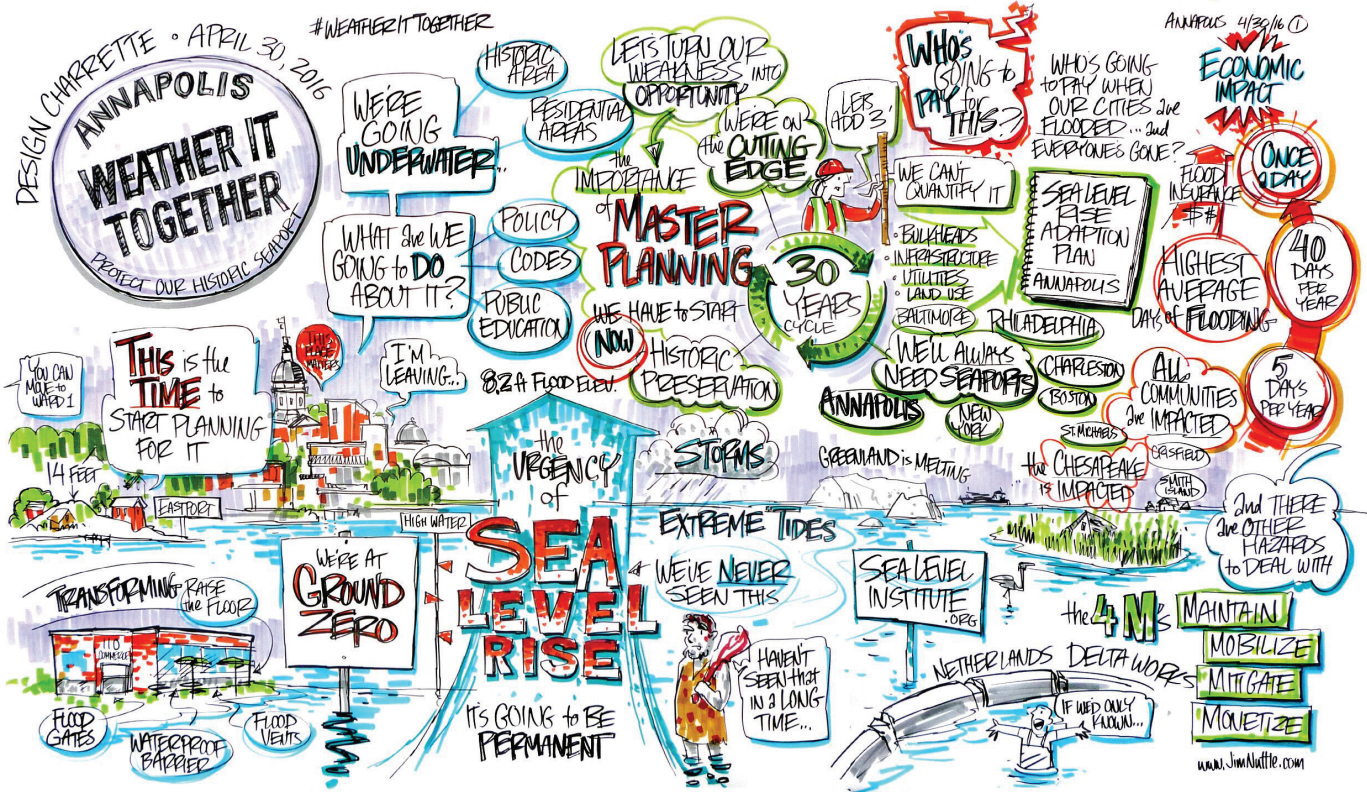 DESIGN CHARRETTE • APRIL 30, 2016
ANNAPOLIS
WEATHER IT
TOGETHER
PROTECT OUR HISTORIC SEAPORT
#WEATHERITTOGETHER
WE'RE
GOING
UNDERWATER...
HISTORIC
AREA
RESIDENTIAL
AREAS
WHAT are WE
GOING to DO
ABOUT IT?
POLICY
CODES
PUBLIC
EDUCATION
LET'S TURN OUR
WEAKNESS INTO
OPPORTUNITY
WE'RE ON
the CUTTING
EDGE
the
IMPORTANCE
of MASTER
PLANNING
WE HAVE to START
NOW
HISTORIC
PRESERVATION
LEB
ADD 3
30
YEARS
CYCLE
WHO'S
GOING to
PAY for
THIS?
WHO'S GOING
to PAY WHEN
OUR CITIES are
FLOODED... and
EVERYONE'S GONE?
WE CAN'T
QUANTIFY IT
• BULKHEADS
• INFRASTRUCTURE
• UTILITIES
• LAND USE
SEA LEVEL
RISE
ADAPTION
PLAN
ANNAPOLIS
ANNAPOLIS 4/30/16 1
ECONOMIC
IMPACT
FLOOD
INSURANCE
$$
ONCE
a DAY
40
DAYS
PER
YEAR
5
DAYS
PER YEAR
HIGHEST
AVERAGE
DAYS of FLOODING
BALTIMORE
PHILADELPHIA
WE'LL ALWAYS
NEED SEAPORTS
CHARLESTON
BOSTON
ANNAPOLIS
NEW
YORK
ST. MICHAELS
ALL
COMMUNITIES
are IMPACTED
the CHESAPEAKE
is IMPACTED
CRISFIELD
SMITH
ISLAND
YOU CAN
MOVE to
WARD 1
THIS is the
TIME to
START PLANNING
FOR IT
THIS
PLACE
MATTERS
I'M
LEAVING...
14 FEET
EASTPORT
HIGH WATER
8.2 ft FLOOD ELEV.
the
URGENCY
of
SEA
LEVEL
RISE
IT'S GOING to BE
PERMANENT
STORMS
EXTREME TIDES
WE'VE NEVER
SEEN THIS
HAVEN'T
SEEN that
IN a LONG
TIME...
GREENLAND is MELTING
SEA LEVEL
INSTITUTE
.ORG
and THERE
are OTHER
HAZARDS
to DEAL WITH
TRANSFORMING
RAISE
the FLOOR
110
COMMERCE
FLOOD
GATES
WATERPROOF
BARRIER
FLOOD
VENTS
WE'RE AT
GROUND
ZERO
NETHERLANDS DELTA WORKS
IF WE'D ONLY
KNOWN...
the 4 M's
MAINTAIN
MOBILIZE
MITIGATE
MONETIZE
www.JimNuttle.com